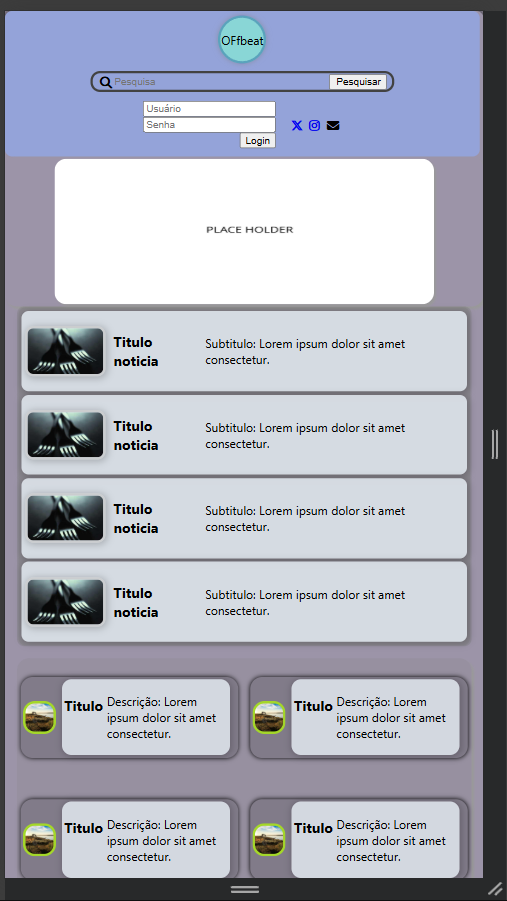 OFfbeat
Pesquisa
Pesquisar
Usuário
Senha
Login
PLACE HOLDER
Titulo
noticia
Subtitulo: Lorem ipsum dolor sit amet
consectetur.
Titulo
noticia
Subtitulo: Lorem ipsum dolor sit amet
consectetur.
Titulo
noticia
Subtitulo: Lorem ipsum dolor sit amet
consectetur.
Titulo
noticia
Subtitulo: Lorem ipsum dolor sit amet
consectetur.
Titulo
Descrição: Lorem
ipsum dolor sit amet
consectetur.
Titulo
Descrição: Lorem
ipsum dolor sit amet
consectetur.
Titulo
Descrição: Lorem
ipsum dolor sit amet
consectetur.
Titulo
Descrição: Lorem
ipsum dolor sit amet
consectetur.